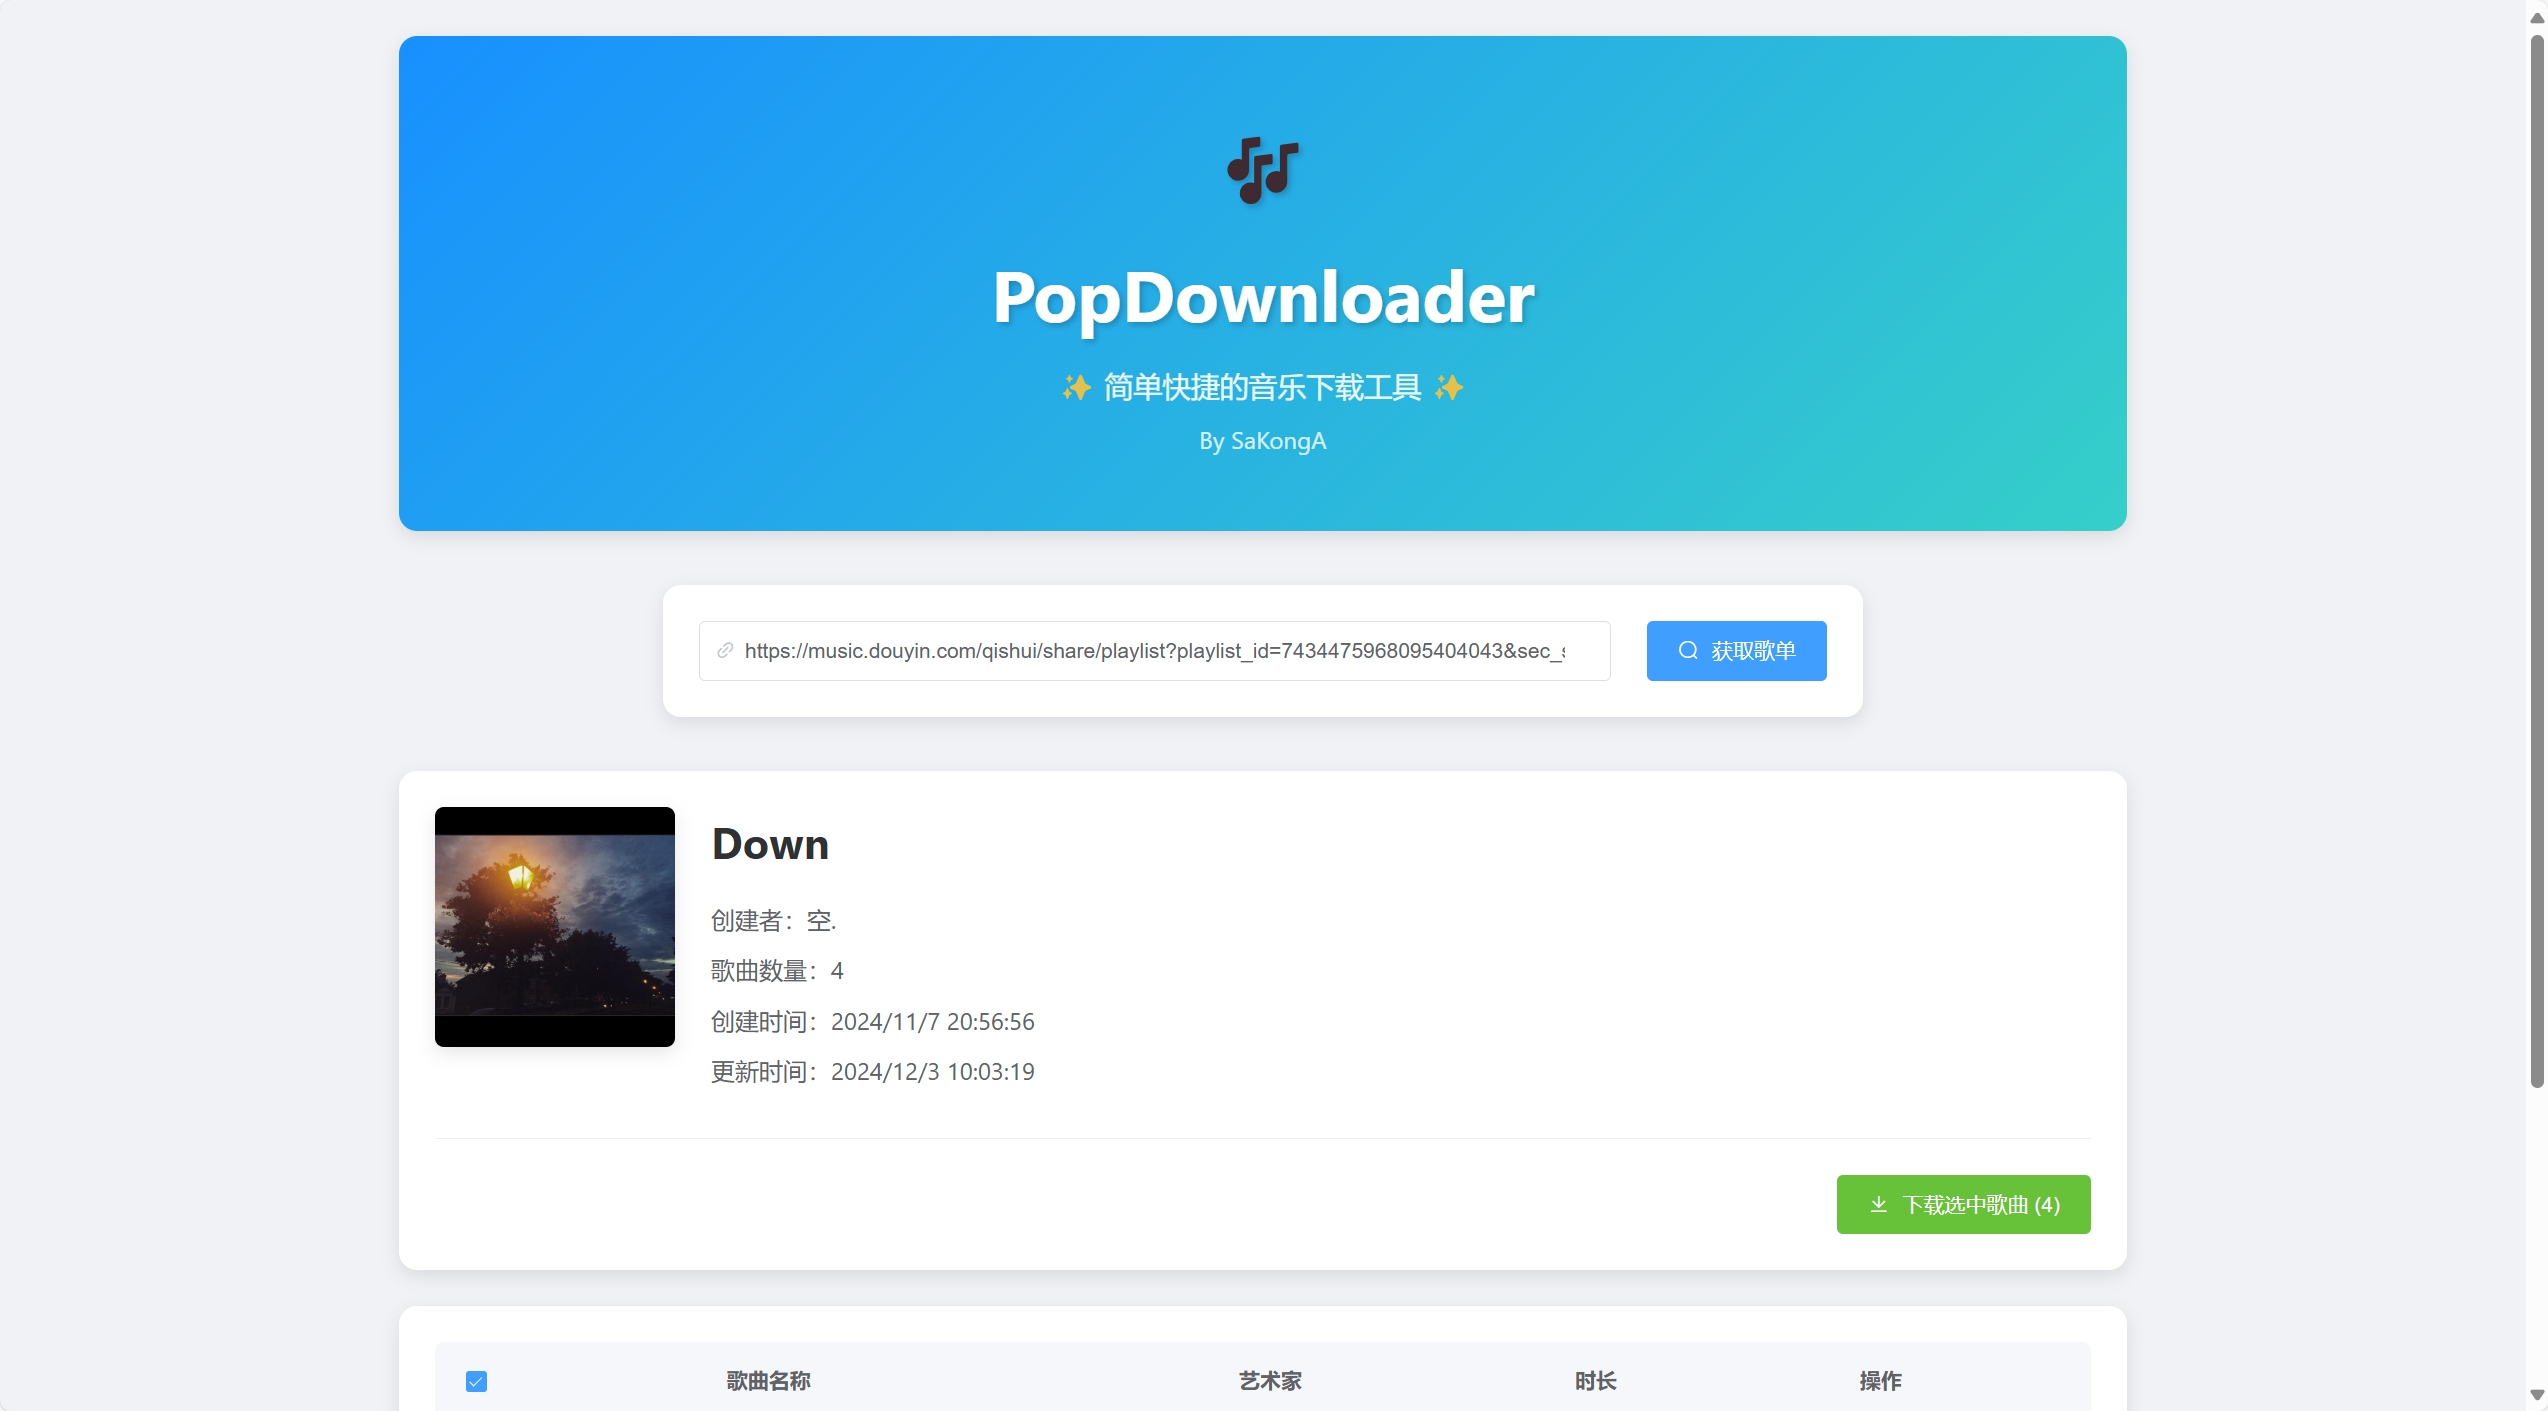 PopDownloader
✨ 简单快捷的音乐下载工具 ✨
By SaKongA
https://music.douyin.com/qishui/share/playlist?playlist_id=7434475968095404043&sec_
获取歌单
Down
创建者：空.
歌曲数量：4
创建时间：2024/11/7 20:56:56
更新时间：2024/12/3 10:03:19
下载选中歌曲 (4)
歌曲名称 艺术家 时长 操作